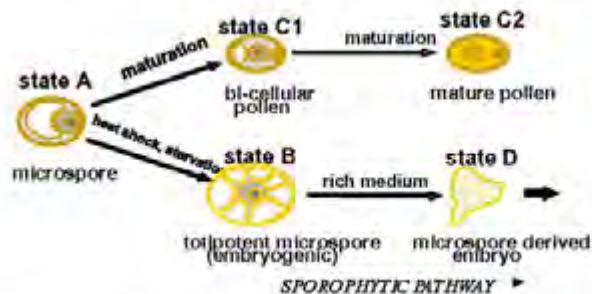 state C1
state C2
maturation
maturation
state A
bi-cellular
pollen
mature pollen
heat shock, starvation
microspore
state B
state D
rich medium
totipotent microspore
(embryogenic)
microspore derived
embryo
SPOROPHYTIC PATHWAY